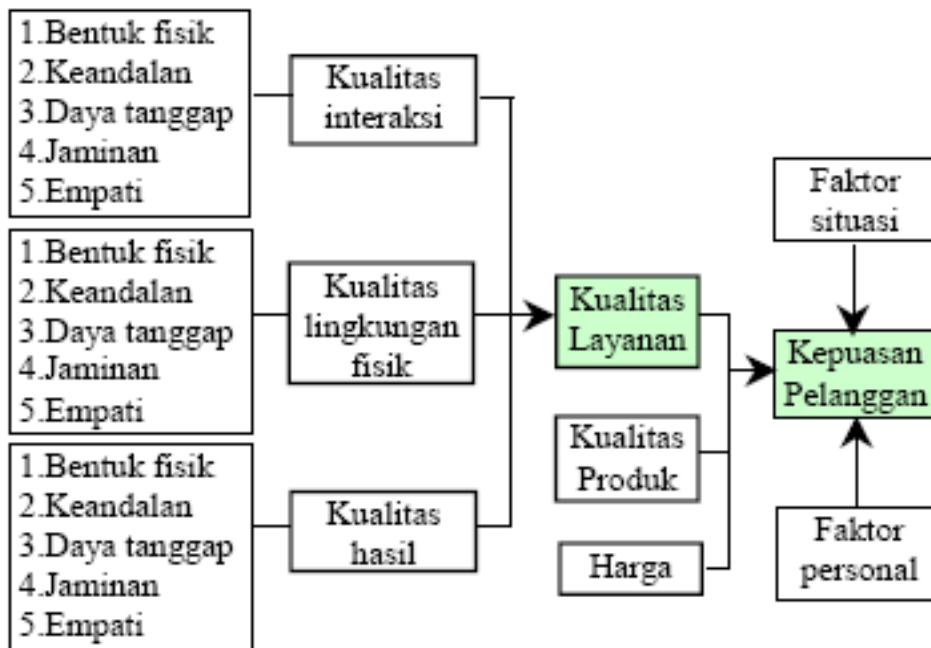 1.Bentuk fisik
2.Keandalan
3.Daya tanggap
4.Jaminan
5.Empati
Kualitas
interaksi
1.Bentuk fisik
2.Keandalan
3.Daya tanggap
4.Jaminan
5.Empati
Kualitas
lingkungan
fisik
1.Bentuk fisik
2.Keandalan
3.Daya tanggap
4.Jaminan
5.Empati
Kualitas
hasil
Kualitas
Layanan
Kualitas
Produk
Harga
Faktor
situasi
Kepuasan
Pelanggan
Faktor
personal